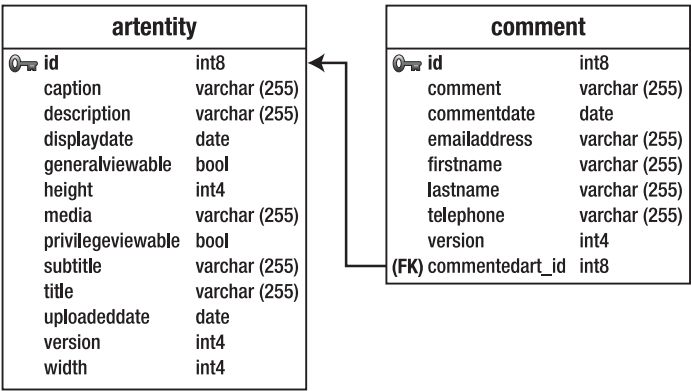 artentity
id int8
caption varchar (255)
description varchar (255)
displaydate date
generalviewable bool
height int4
media varchar (255)
privilegeviewable bool
subtitle varchar (255)
title varchar (255)
uploadeddate date
version int4
width int4
comment
id int8
comment varchar (255)
commentdate date
emailaddress varchar (255)
firstname varchar (255)
lastname varchar (255)
telephone varchar (255)
version int4
(FK) commentedart_id int8